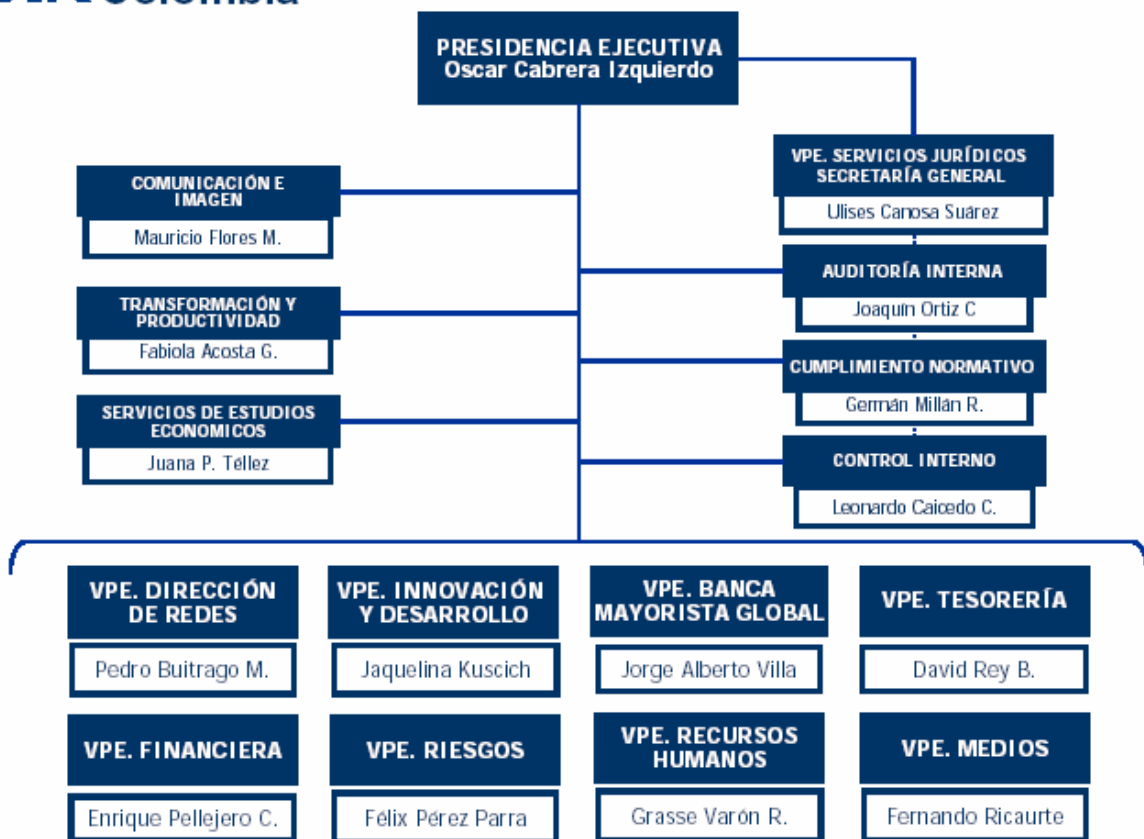 Colombia
PRESIDENCIA EJECUTIVA
Oscar Cabrera Izquierdo
COMUNICACIÓN E
IMAGEN
Mauricio Flores M.
TRANSFORMACIÓN Y
PRODUCTIVIDAD
Fabiola Acosta G.
SERVICIOS DE ESTUDIOS
ECONOMICOS
Juana P. Téllez
VPE. SERVICIOS JURÍDICOS
SECRETARÍA GENERAL
Ulises Canosa Suárez
AUDITORÍA INTERNA
Joaquín Ortiz C
CUMPLIMIENTO NORMATIVO
Germán Millán R.
CONTROL INTERNO
Leonardo Caicedo C.
VPE. DIRECCIÓN
DE REDES
Pedro Buitrago M.
VPE. INNOVACIÓN
Y DESARROLLO
Jaquelina Kuscich
VPE. BANCA
MAYORISTA GLOBAL
Jorge Alberto Villa
VPE. TESORERÍA
David Rey B.
VPE. FINANCIERA
Enrique Pellejero C.
VPE. RIESGOS
Félix Pérez Parra
VPE. RECURSOS
HUMANOS
Grasse Varón R.
VPE. MEDIOS
Fernando Ricaurte